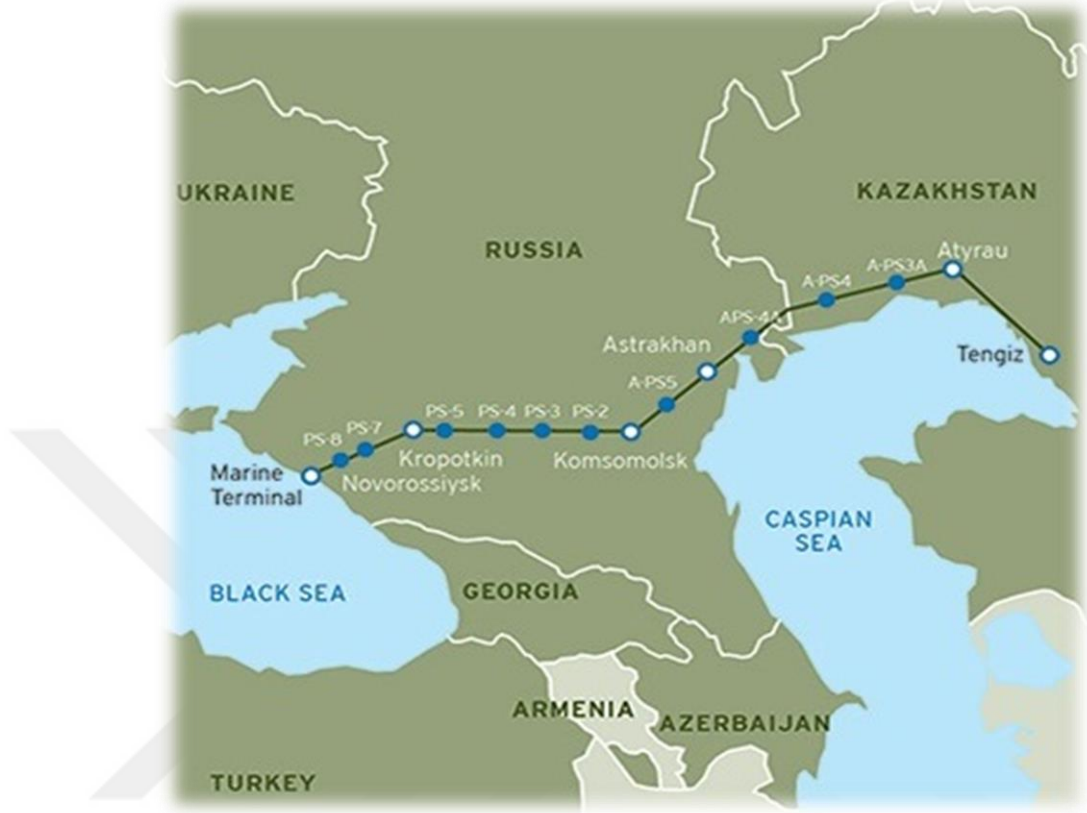 UKRAINE
KAZAKHSTAN
RUSSIA
Atyrau
A-PS3A
A-PS4
APS-4A
Astrakhan
Tengiz
A-PS5
PS-5
PS-4
PS-3
PS-2
PS-7
PS-8
Kropotkin
Komsomolsk
Marine
Terminal
Novorossiysk
CASPIAN
SEA
BLACK SEA
GEORGIA
ARMENIA
AZERBAIJAN
TURKEY